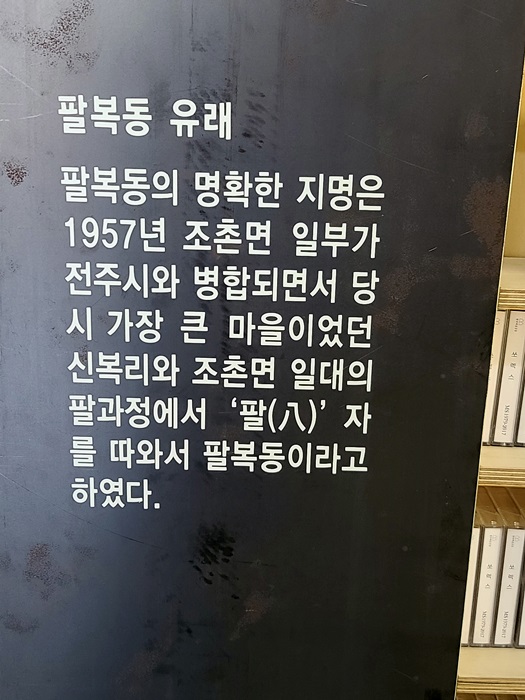 팔복동 유래
팔복동의 명확한 지명은
1957년 조촌면 일부가
전주시와 병합되면서 당
시 가장 큰 마을이었던
신복리와 조촌면 일대의
팔과정에서 ‘팔(八)’ 자
를 따와서 팔복동이라고
하였다.